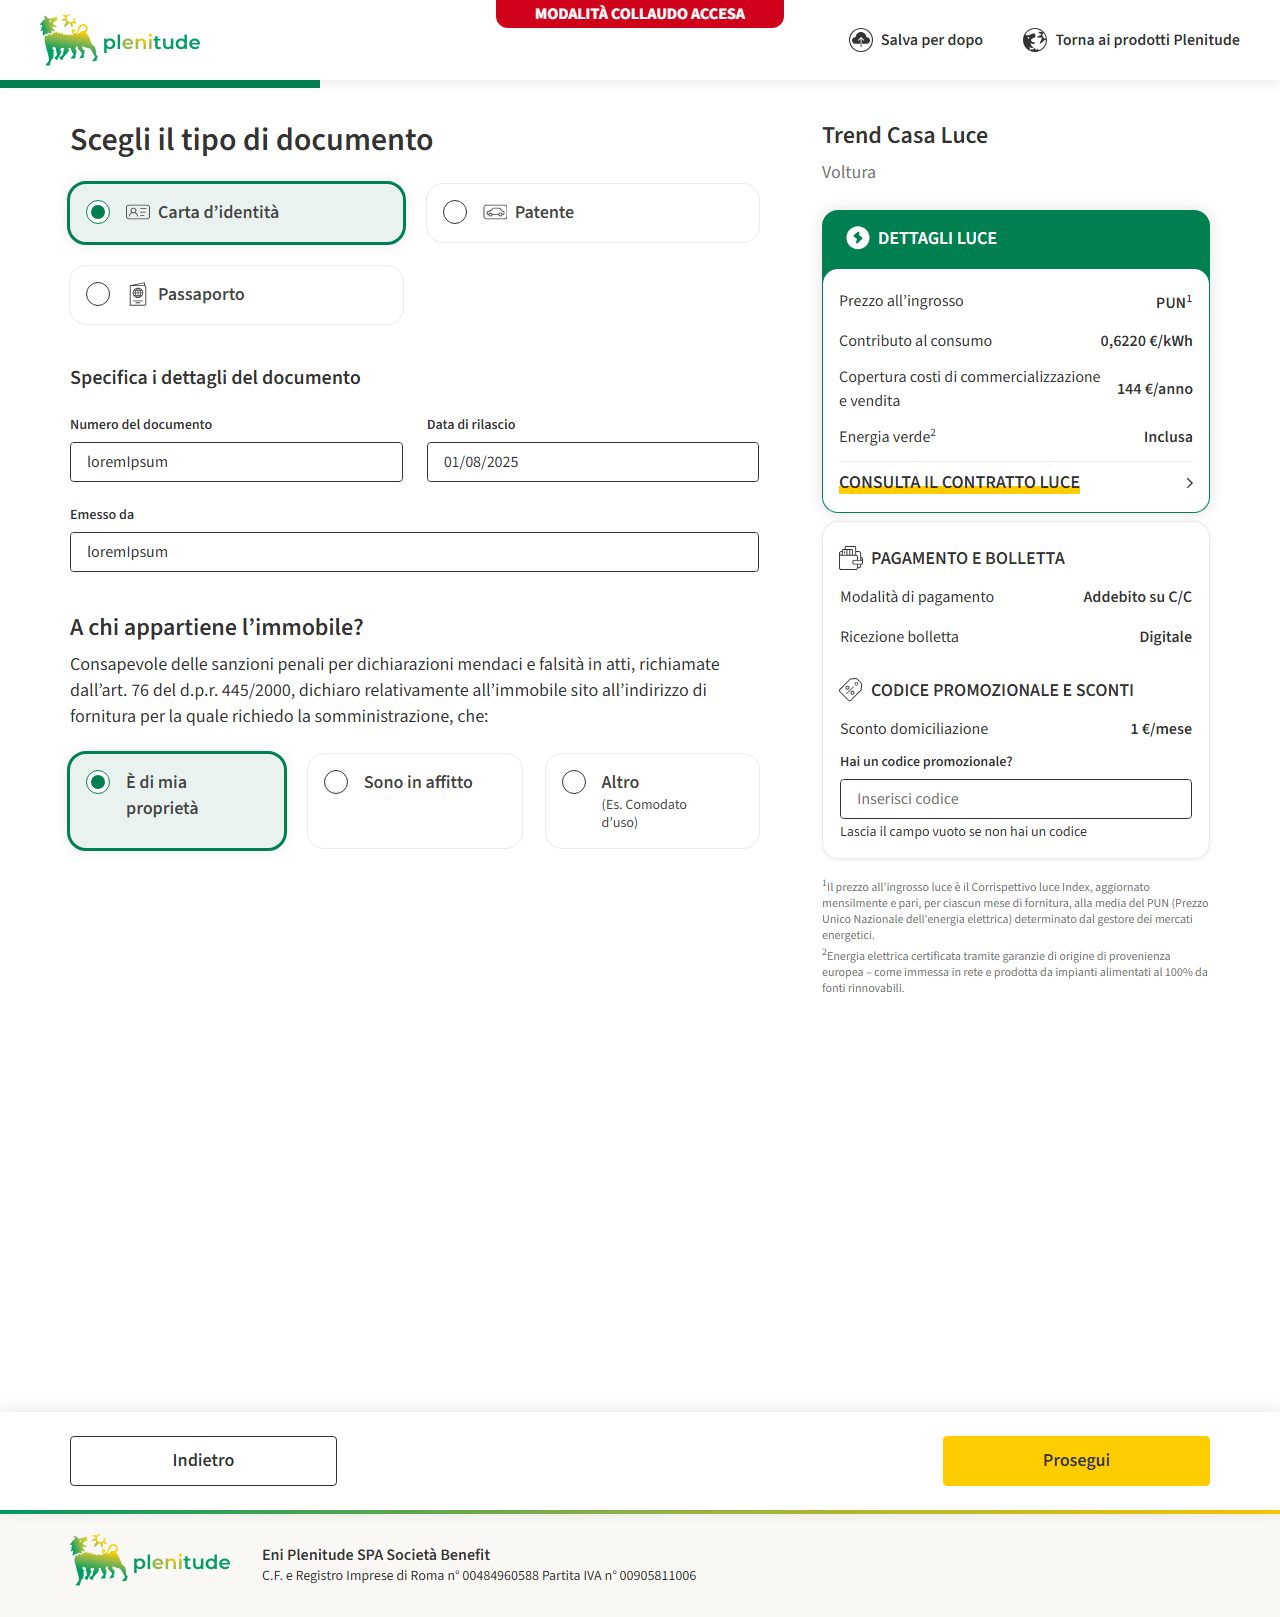 MODALITÀ COLLAUDO ACCESA
plenitude
Salva per dopo
Torna ai prodotti Plenitude
Scegli il tipo di documento
Carta d'identità
Patente
Passaporto
Specifica i dettagli del documento
Numero del documento
Data di rilascio
loremIpsum
01/08/2025
Emesso da
loremIpsum
A chi appartiene l'immobile?
Consapevole delle sanzioni penali per dichiarazioni mendaci e falsità in atti, richiamate
dall'art. 76 del d.p.r. 445/2000, dichiaro relativamente all'immobile sito all'indirizzo di
fornitura per la quale richiedo la somministrazione, che:
È di mia
proprietà
Sono in affitto
Altro
(Es. Comodato
d'uso)
Trend Casa Luce
Voltura
DETTAGLI LUCE
Prezzo all'ingrosso
PUN¹
Contributo al consumo
0,6220 €/kWh
Copertura costi di commercializzazione
e vendita
144 €/anno
Energia verde²
Inclusa
CONSULTA IL CONTRATTO LUCE
PAGAMENTO E BOLLETTA
Modalità di pagamento
Addebito su C/C
Ricezione bolletta
Digitale
CODICE PROMOZIONALE E SCONTI
Sconto domiciliazione
1 €/mese
Hai un codice promozionale?
Inserisci codice
Lascia il campo vuoto se non hai un codice
¹Il prezzo all'ingrosso luce è il Corrispettivo luce Index, aggiornato
mensilmente e pari, per ciascun mese di fornitura, alla media del PUN (Prezzo
Unico Nazionale dell'energia elettrica) determinato dal gestore dei mercati
energetici.
²Energia elettrica certificata tramite garanzie di origine di provenienza
europea – come immessa in rete e prodotta da impianti alimentati al 100% da
fonti rinnovabili.
Indietro
Prosegui
plenitude
Eni Plenitude SPA Società Benefit
C.F. e Registro Imprese di Roma n° 00484960588 Partita IVA n° 00905811006